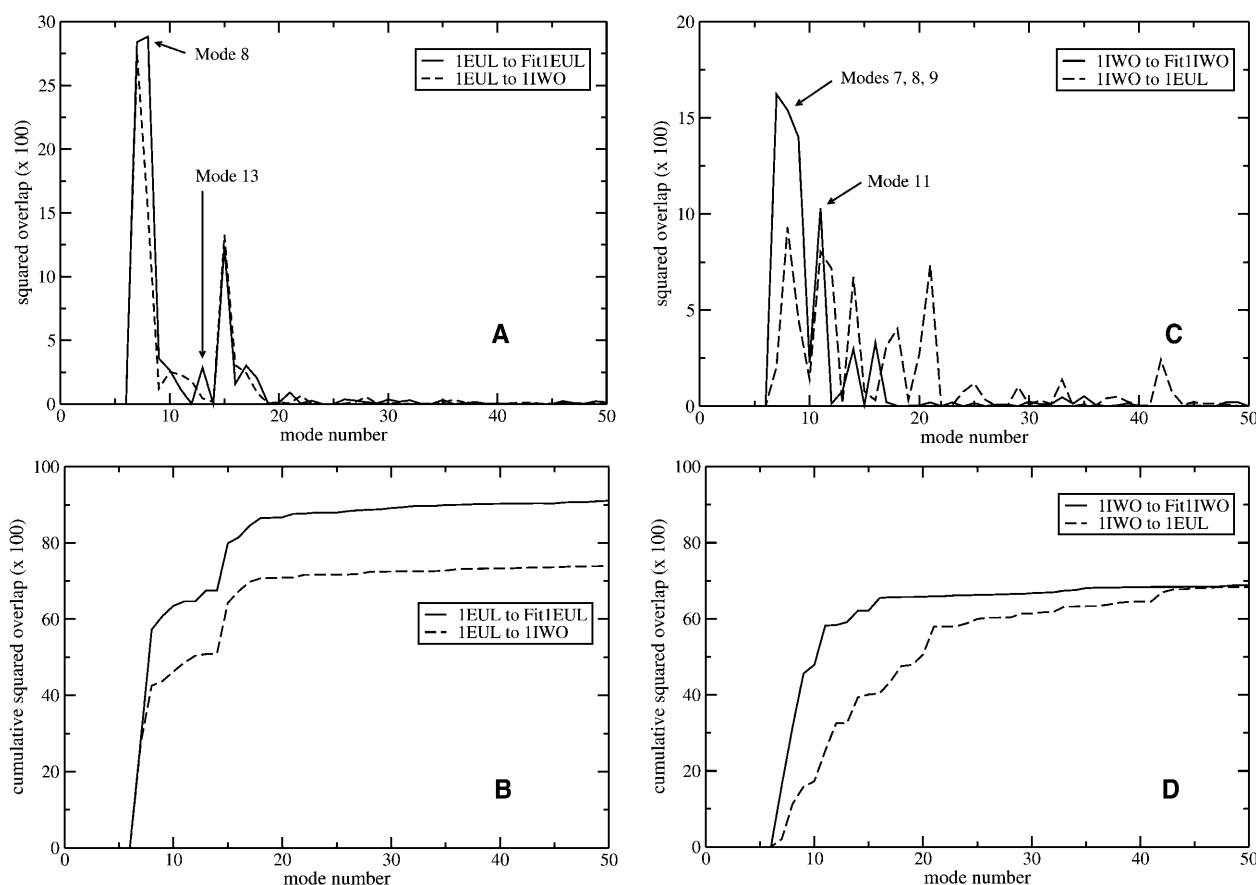 30
25
20
15
10
5
0
squared overlap (x 100)
Mode 8
Mode 13
1EUL to Fit1EUL
1EUL to 1IWO
A
0 10 20 30 40 50
mode number
20
15
10
5
0
squared overlap (x 100)
Modes 7, 8, 9
Mode 11
1IWO to Fit1IWO
1IWO to 1EUL
C
0 10 20 30 40 50
mode number
100
80
60
40
20
0
cumulative squared overlap (x 100)
1EUL to Fit1EUL
1EUL to 1IWO
B
0 10 20 30 40 50
mode number
100
80
60
40
20
0
cumulative squared overlap (x 100)
1IWO to Fit1IWO
1IWO to 1EUL
D
0 10 20 30 40 50
mode number